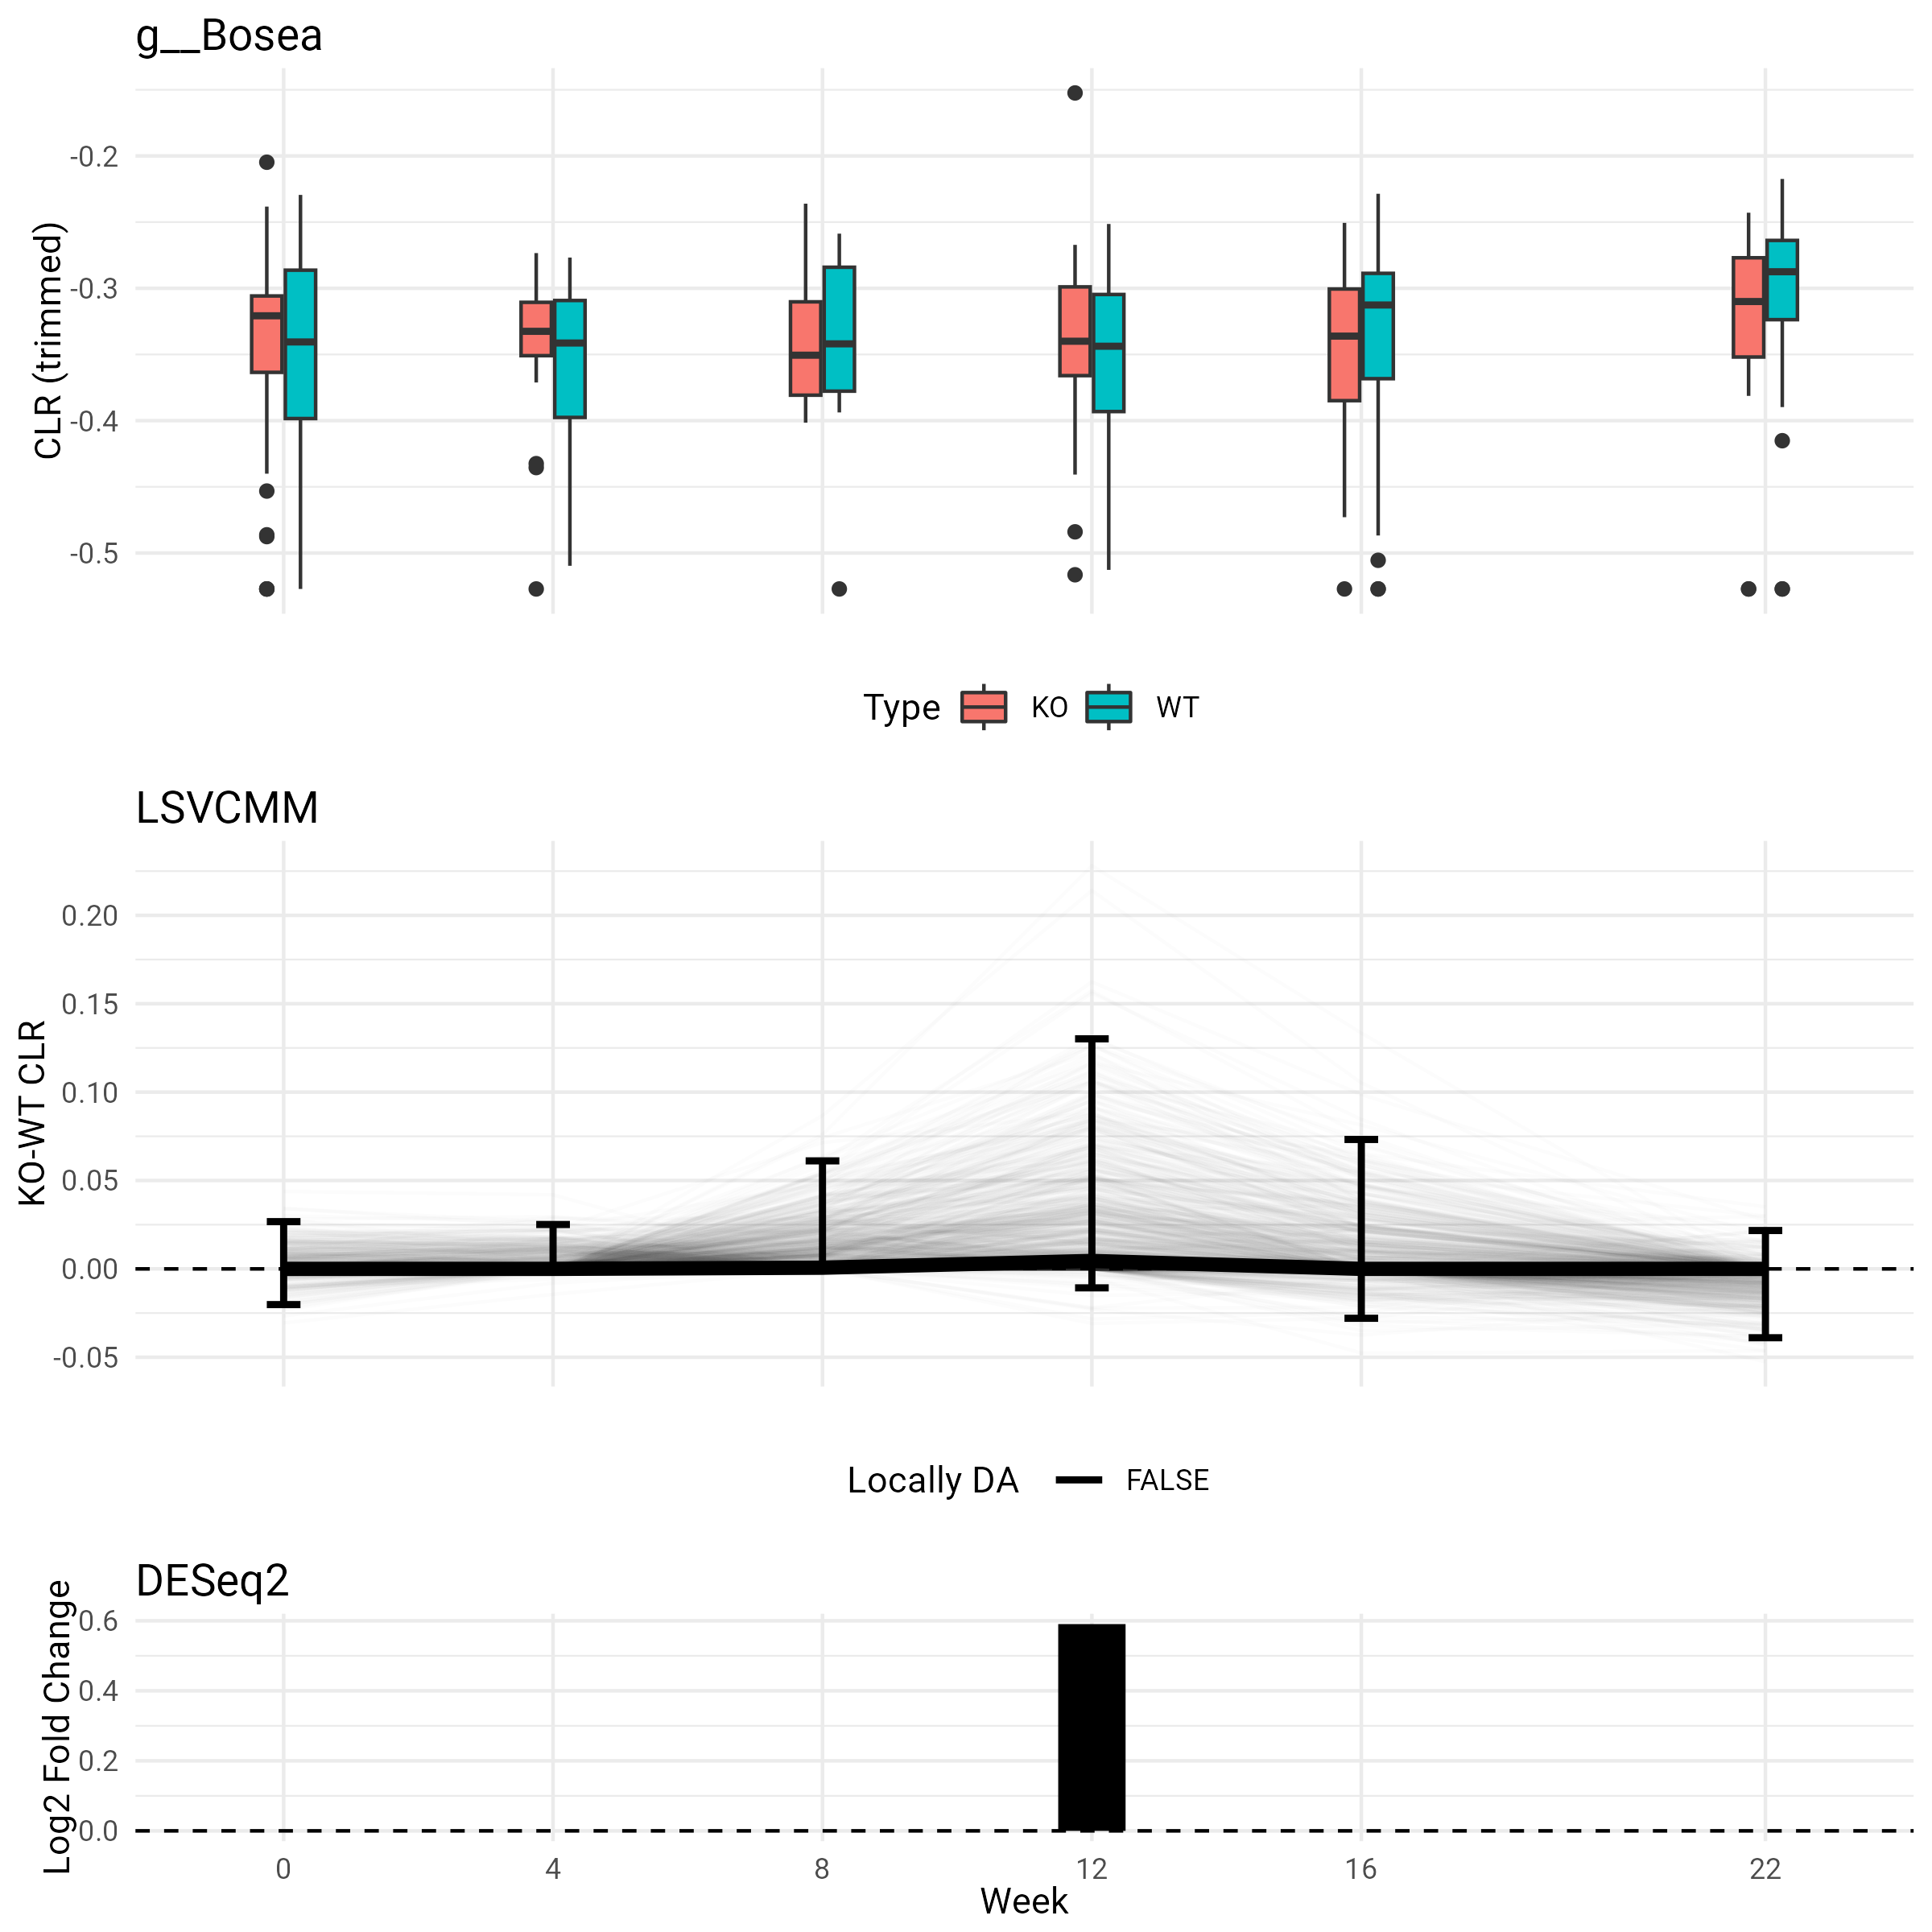 g__Bosea
CLR (trimmed)
-0.2
-0.3
-0.4
-0.5
Type KO WT
LSVCMM
KO-WT CLR
0.20
0.15
0.10
0.05
0.00
-0.05
Locally DA FALSE
DESeq2
Log2 Fold Change
0.6
0.4
0.2
0.0
0 4 8 12 16 22
Week